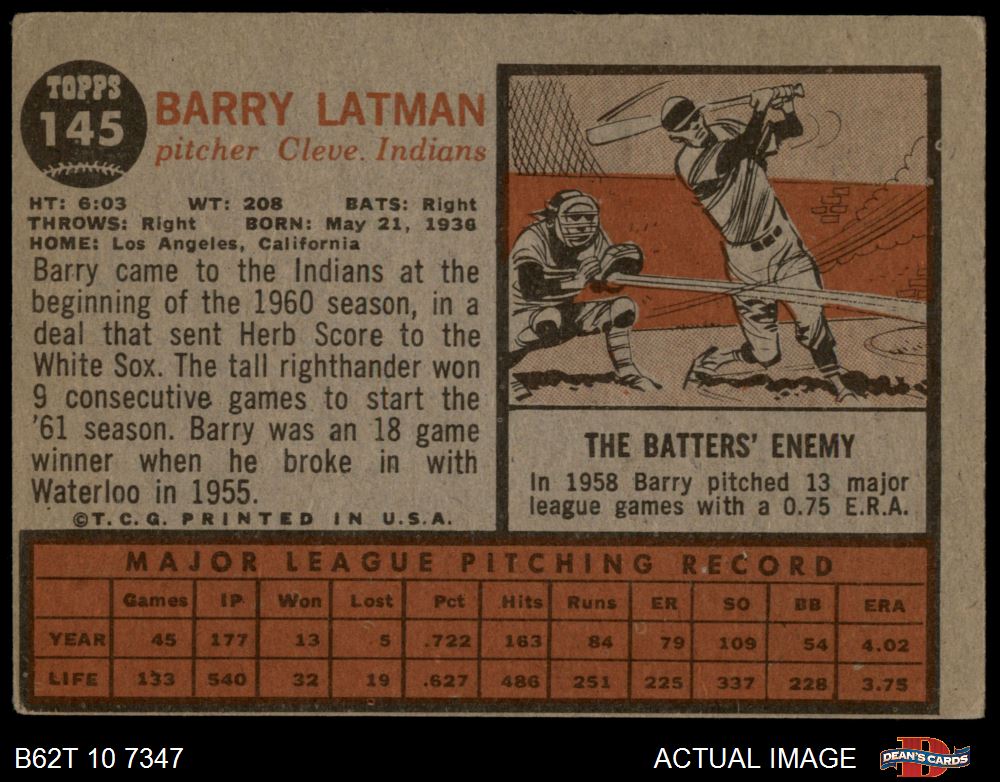 TOPPS
145
BARRY LATMAN
pitcher Cleve. Indians
HT: 6:03 WT: 208 BATS: Right
THROWS: Right BORN: May 21, 1936
HOME: Los Angeles, California
Barry came to the Indians at the
beginning of the 1960 season, in a
deal that sent Herb Score to the
White Sox. The tall righthander won
9 consecutive games to start the
'61 season. Barry was an 18 game
winner when he broke in with
Waterloo in 1955.
©T.C.G. PRINTED IN U.S.A.
THE BATTERS' ENEMY
In 1958 Barry pitched 13 major
league games with a 0.75 E.R.A.
MAJOR LEAGUE PITCHING RECORD
Games IP Won Lost Pct Hits Runs ER SO BB ERA
YEAR 45 177 13 5 .722 163 84 79 109 54 4.02
LIFE 133 540 32 19 .627 486 251 225 337 228 3.75
B62T 10 7347
ACTUAL IMAGE
DEAN'S CARDS